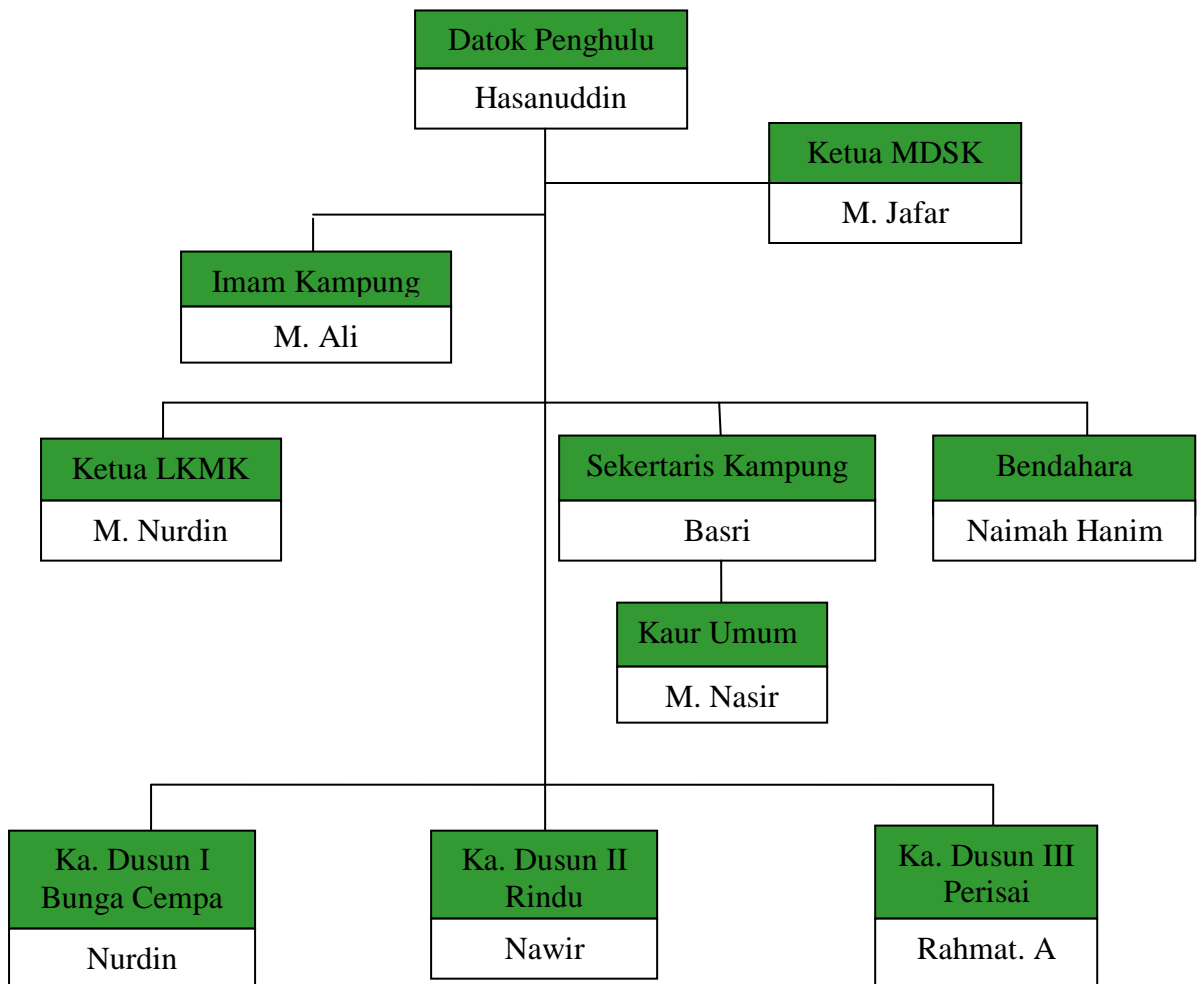 Datok Penghulu
Hasanuddin
Ketua MDSK
M. Jafar
Imam Kampung
M. Ali
Ketua LKMK
M. Nurdin
Sekertaris Kampung
Basri
Bendahara
Naimah Hanim
Kaur Umum
M. Nasir
Ka. Dusun I
Bunga Cempa
Nurdin
Ka. Dusun II
Rindu
Nawir
Ka. Dusun III
Perisai
Rahmat. A